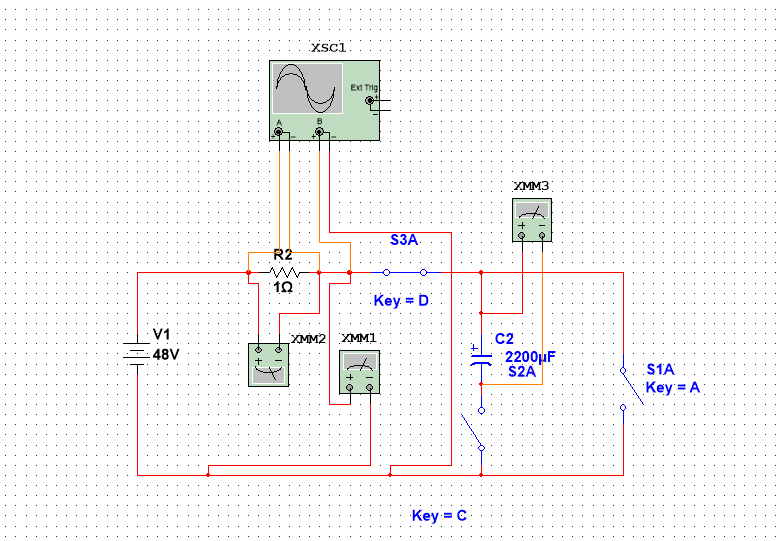 XSC1
Ext Trig
+
-
A
B
+ - + -
XMM3
+ -
S3A
R2
1Ω
Key = D
V1
48V
XMM2
XMM1
+ -
+ -
C2
+
2200µF
S2A
S1A
Key = A
Key = C